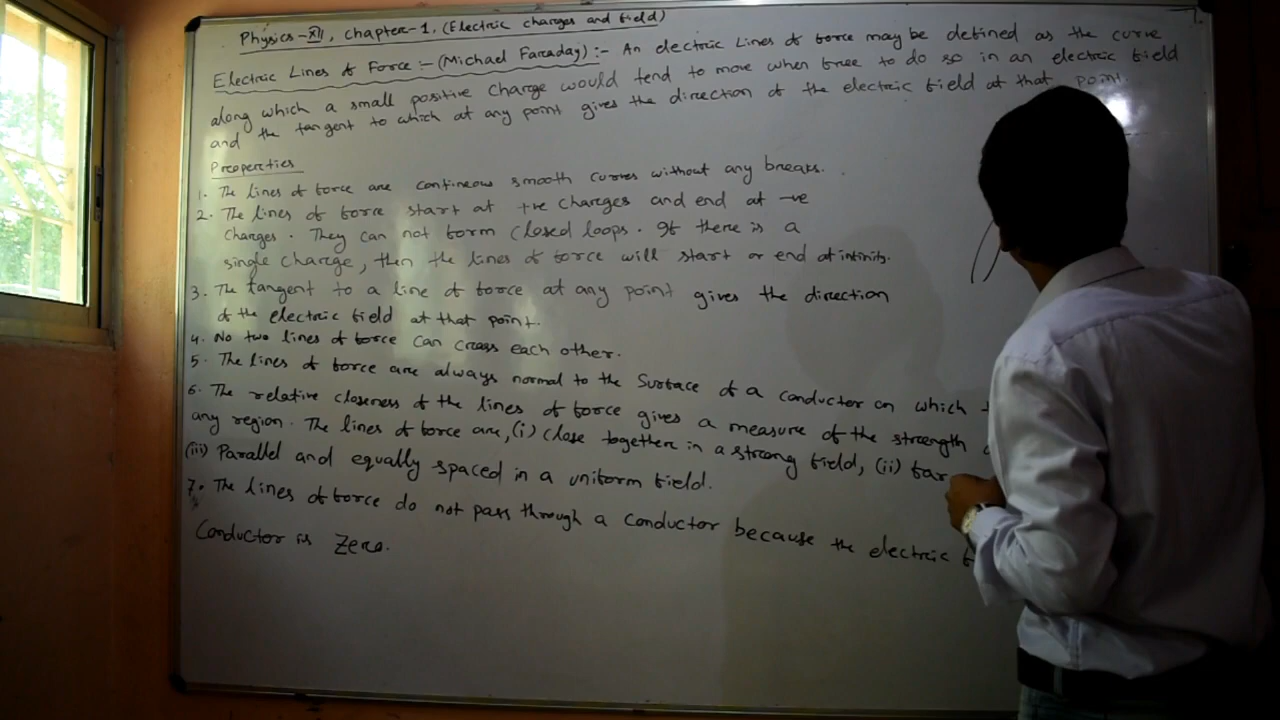 Physics-XII, chapter-1. (Electric charges and field)
Electric Lines of Force :- (Michael Faraday) :- An electric Lines of force may be defined as the curve
along which a small positive charge would tend to move when free to do so in an electric field
and the tangent to which at any point gives the direction of the electric field at that point.
Properties
1. The lines of force are contineous smooth curves without any breaks.
2. The lines of force start at +ve charges and end at -ve
charges. They can not form closed loops. If there is a
single charge, then the lines of force will start or end at infinity.
3. The tangent to a line of force at any point gives the direction
of the electric field at that point.
4. No two lines of force can cross each other.
5. The lines of force are always normal to the surface of a conductor on which
6. The relative closeness of the lines of force gives a measure of the strength
any region. The lines of force are, (i) close together in a strong field, (ii) far
(iii) Parallel and equally spaced in a uniform field.
7. The lines of force do not pass through a conductor because the electric
Conductor is Zero.